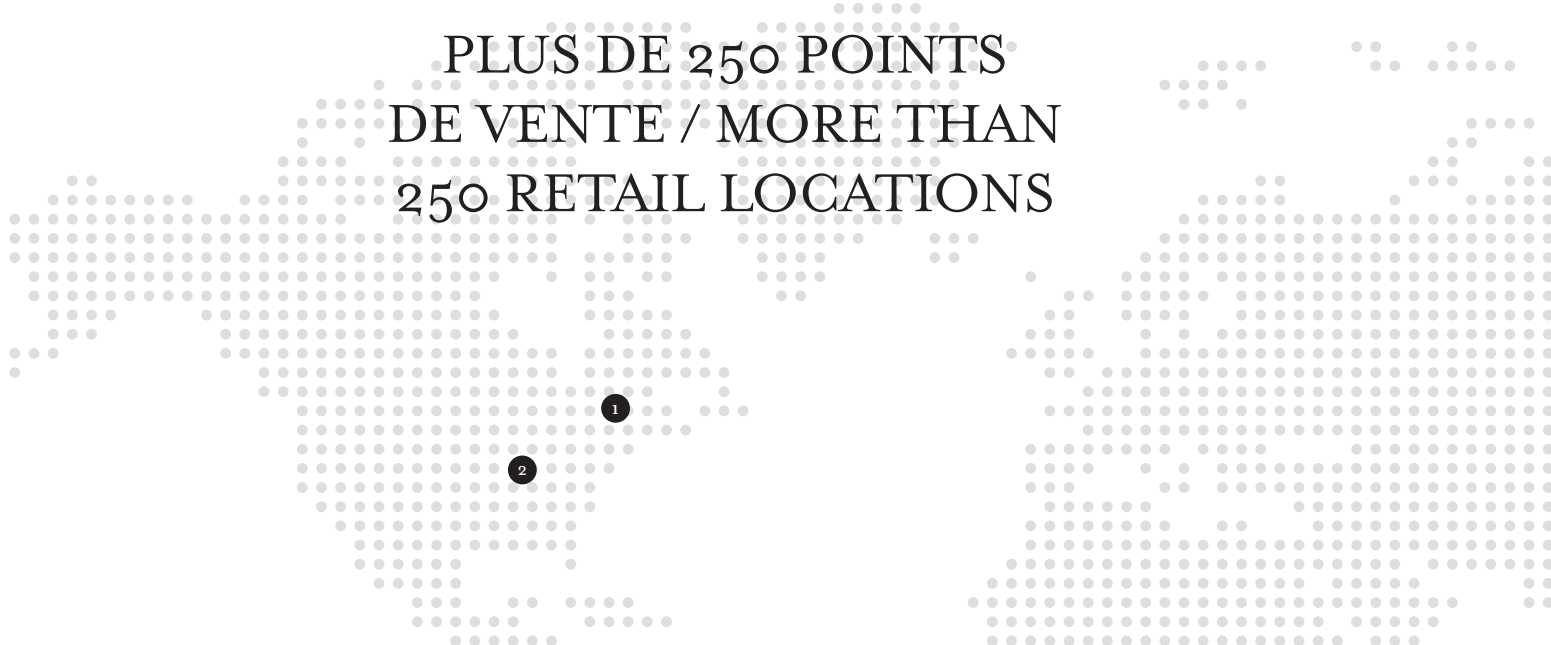 PLUS DE 250 POINTS
DE VENTE / MORE THAN
250 RETAIL LOCATIONS
1
2